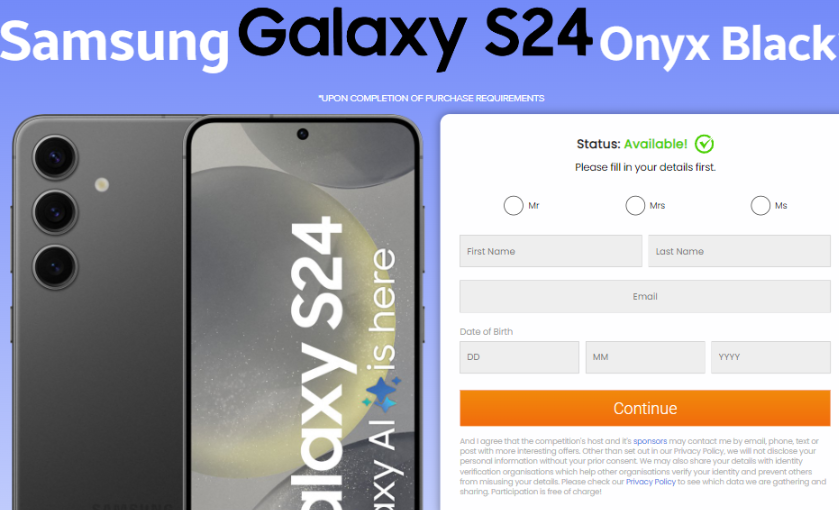 Samsung Galaxy S24 Onyx Black
*UPON COMPLETION OF PURCHASE REQUIREMENTS
Galaxy S24
Galaxy AI is here
Status: Available!
Please fill in your details first.
Mr Mrs Ms
First Name Last Name
Email
Date of Birth
DD MM YYYY
Continue
And i agree that the competition's host and it's sponsors may contact me by email, phone, text or
post with more interesting offers. Other than set out in our Privacy Policy, we will not disclose your
personal information without your prior consent. We may also share your details with identity
verification organisations which help other organisations verify your identity and prevent others
from misusing your details. Please check our Privacy Policy to see which data we are gathering and
sharing. Participation is free of charge!